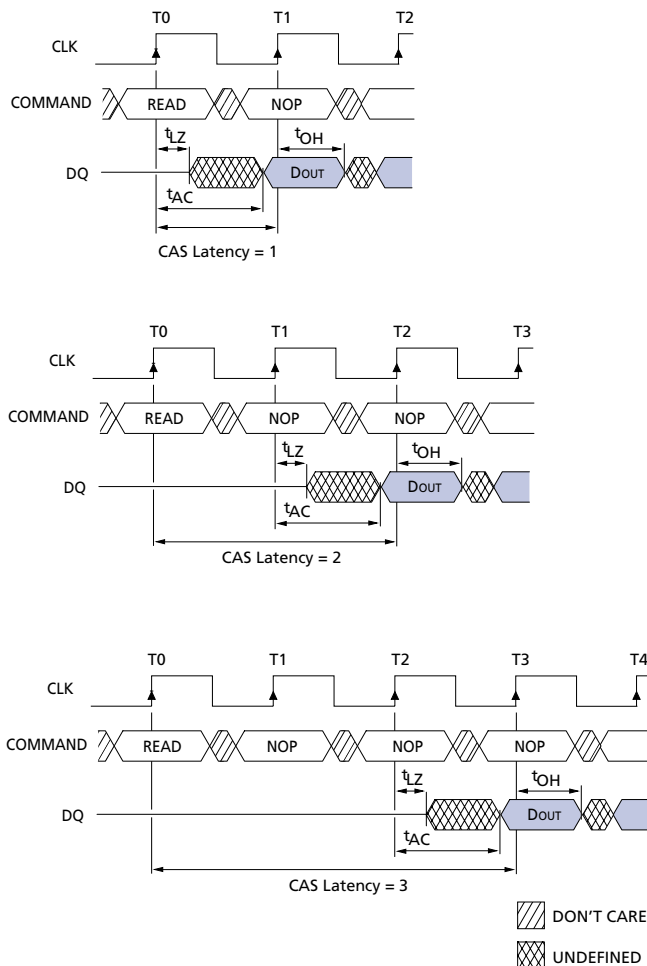 T0 T1 T2
CLK
COMMAND READ NOP
tLZ tOH
DQ DOUT
tAC
CAS Latency = 1
T0 T1 T2 T3
CLK
COMMAND READ NOP NOP
tLZ tOH
DQ DOUT
tAC
CAS Latency = 2
T0 T1 T2 T3 T4
CLK
COMMAND READ NOP NOP NOP
tLZ tOH
DQ DOUT
tAC
CAS Latency = 3
DON'T CARE
UNDEFINED